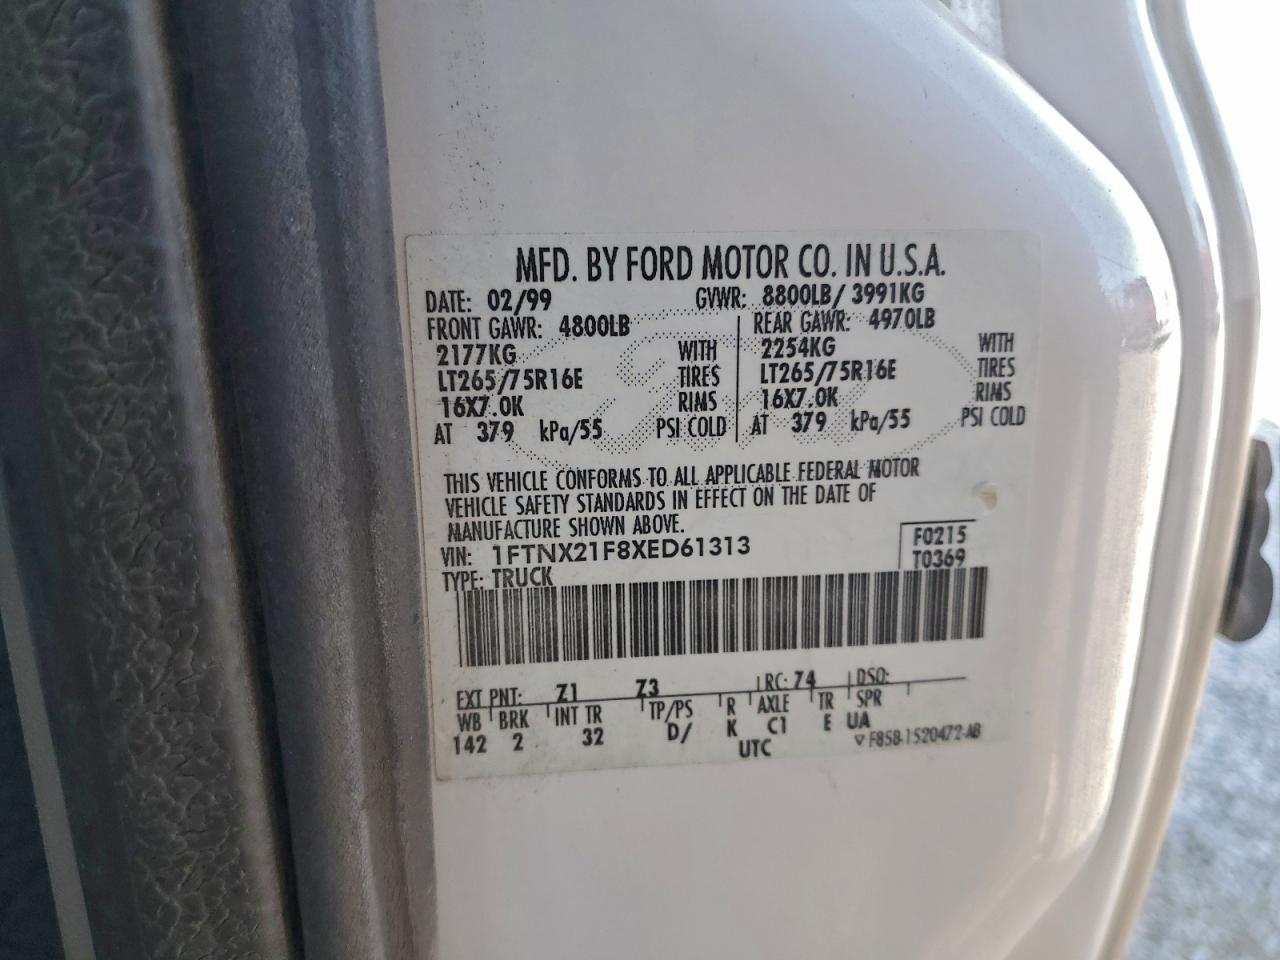 MFD. BY FORD MOTOR CO. IN U.S.A.
DATE: 02/99 GVWR: 8800LB/ 3991KG
FRONT GAWR: 4800LB REAR GAWR: 4970LB
2177KG WITH 2254KG WITH
LT265/75R16E TIRES LT265/75R16E TIRES
16X7.0K RIMS 16X7.0K RIMS
AT 379 kPa/55 PSI COLD AT 379 kPa/55 PSI COLD
THIS VEHICLE CONFORMS TO ALL APPLICABLE FEDERAL MOTOR
VEHICLE SAFETY STANDARDS IN EFFECT ON THE DATE OF
MANUFACTURE SHOWN ABOVE.
VIN: 1FTNX21F8XED61313 F0215
TYPE: TRUCK T0369
EXT PNT: Z1 Z3 RC: 74 DSO:
WB BRK INT TR TP/PS R AXLE TR SPR
142 2 32 D/ K C1 E UA
UTC F85B-1520472-AB